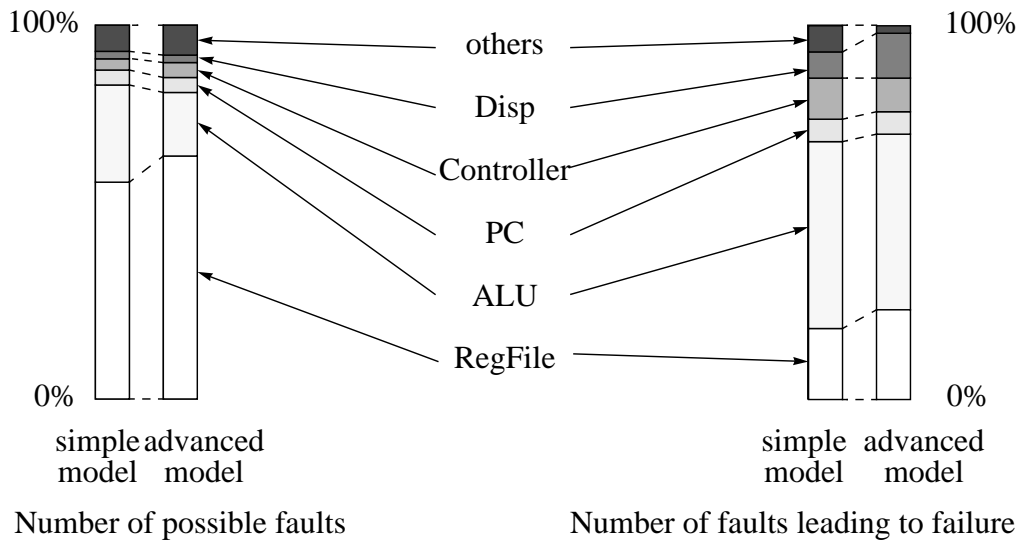 100%
100%
others
Disp
Controller
PC
ALU
RegFile
0%
0%
simple advanced
model model
simple advanced
model model
Number of possible faults
Number of faults leading to failure